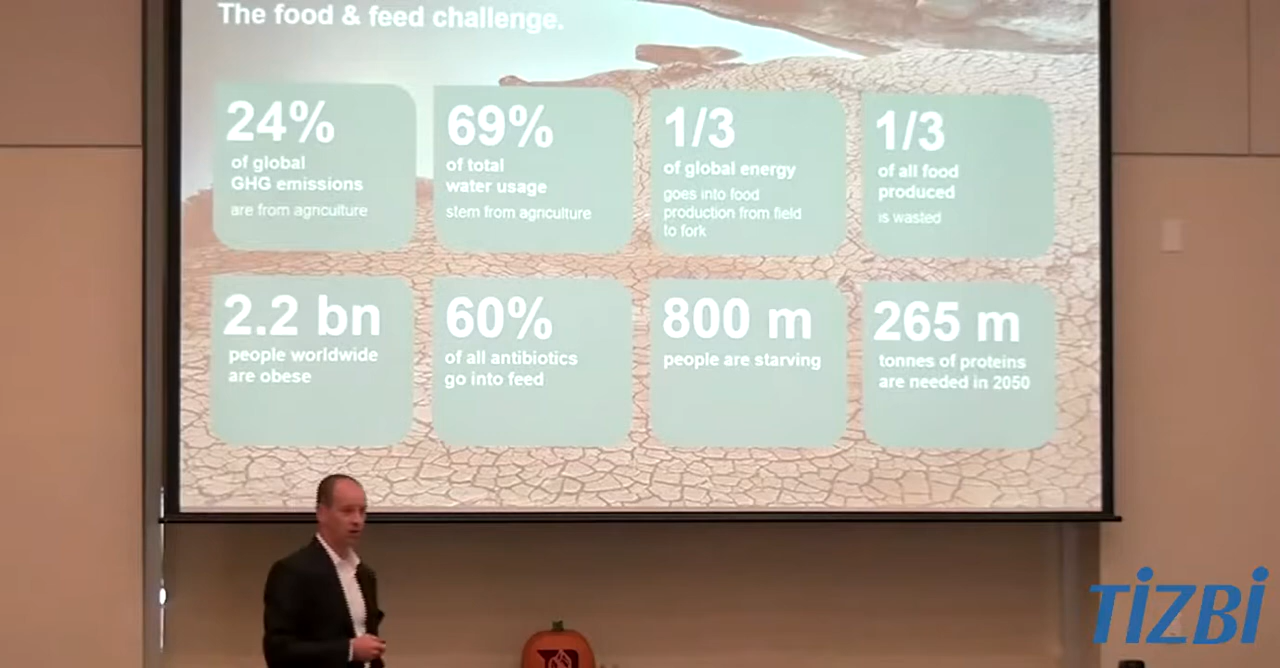 The food & feed challenge.
24%
of global
GHG emissions
are from agriculture
69%
of total
water usage
stem from agriculture
1/3
of global energy
goes into food
production from field
to fork
1/3
of all food
produced
is wasted
2.2 bn
people worldwide
are obese
60%
of all antibiotics
go into feed
800 m
people are starving
265 m
tonnes of proteins
are needed in 2050
TiZBi